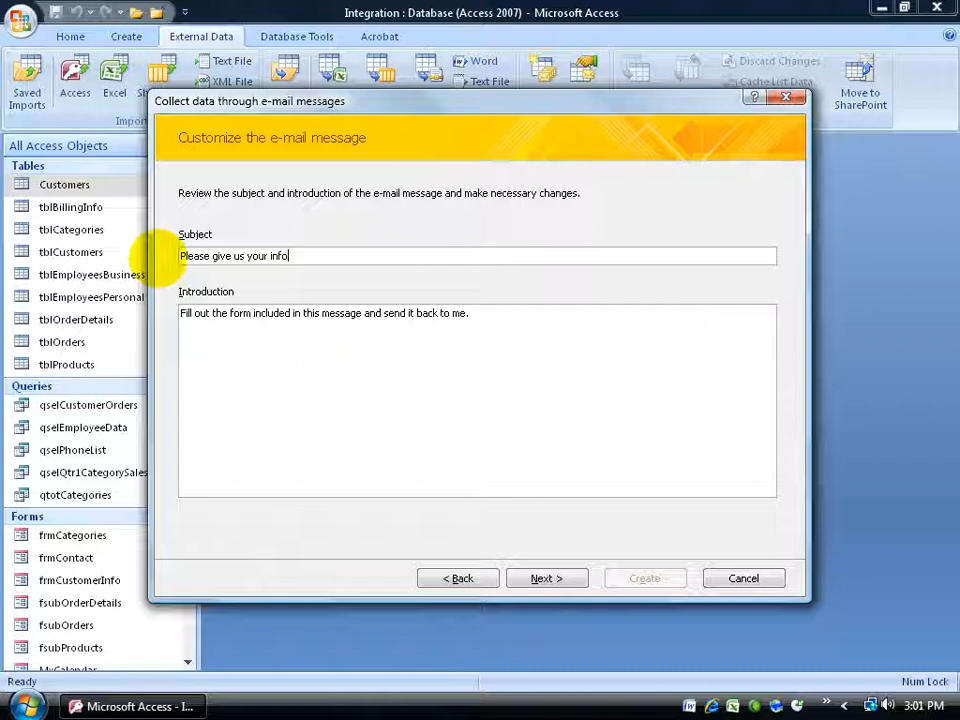 Integration : Database (Access 2007) - Microsoft Access
Home Create External Data Database Tools Acrobat
Saved Imports
Access
Excel
Text File
XML File
Word
Text File
Discard Changes
Cache List Data
Move to SharePoint
Collect data through e-mail messages
Customize the e-mail message
Review the subject and introduction of the e-mail message and make necessary changes.
Subject
Please give us your info
Introduction
Fill out the form included in this message and send it back to me.
< Back
Next >
Create
Cancel
All Access Objects
Tables
Customers
tblBillingInfo
tblCategories
tblCustomers
tblEmployeesBusiness
tblEmployeesPersonal
tblOrderDetails
tblOrders
tblProducts
Queries
qselCustomerOrders
qselEmployeeData
qselPhoneList
qselQtr1CategorySales
qtotCategories
Forms
frmCategories
frmContact
frmCustomerInfo
fsubOrderDetails
fsubOrders
fsubProducts
MyCalendar
Ready
Num Lock
Microsoft Access - I...
3:01 PM